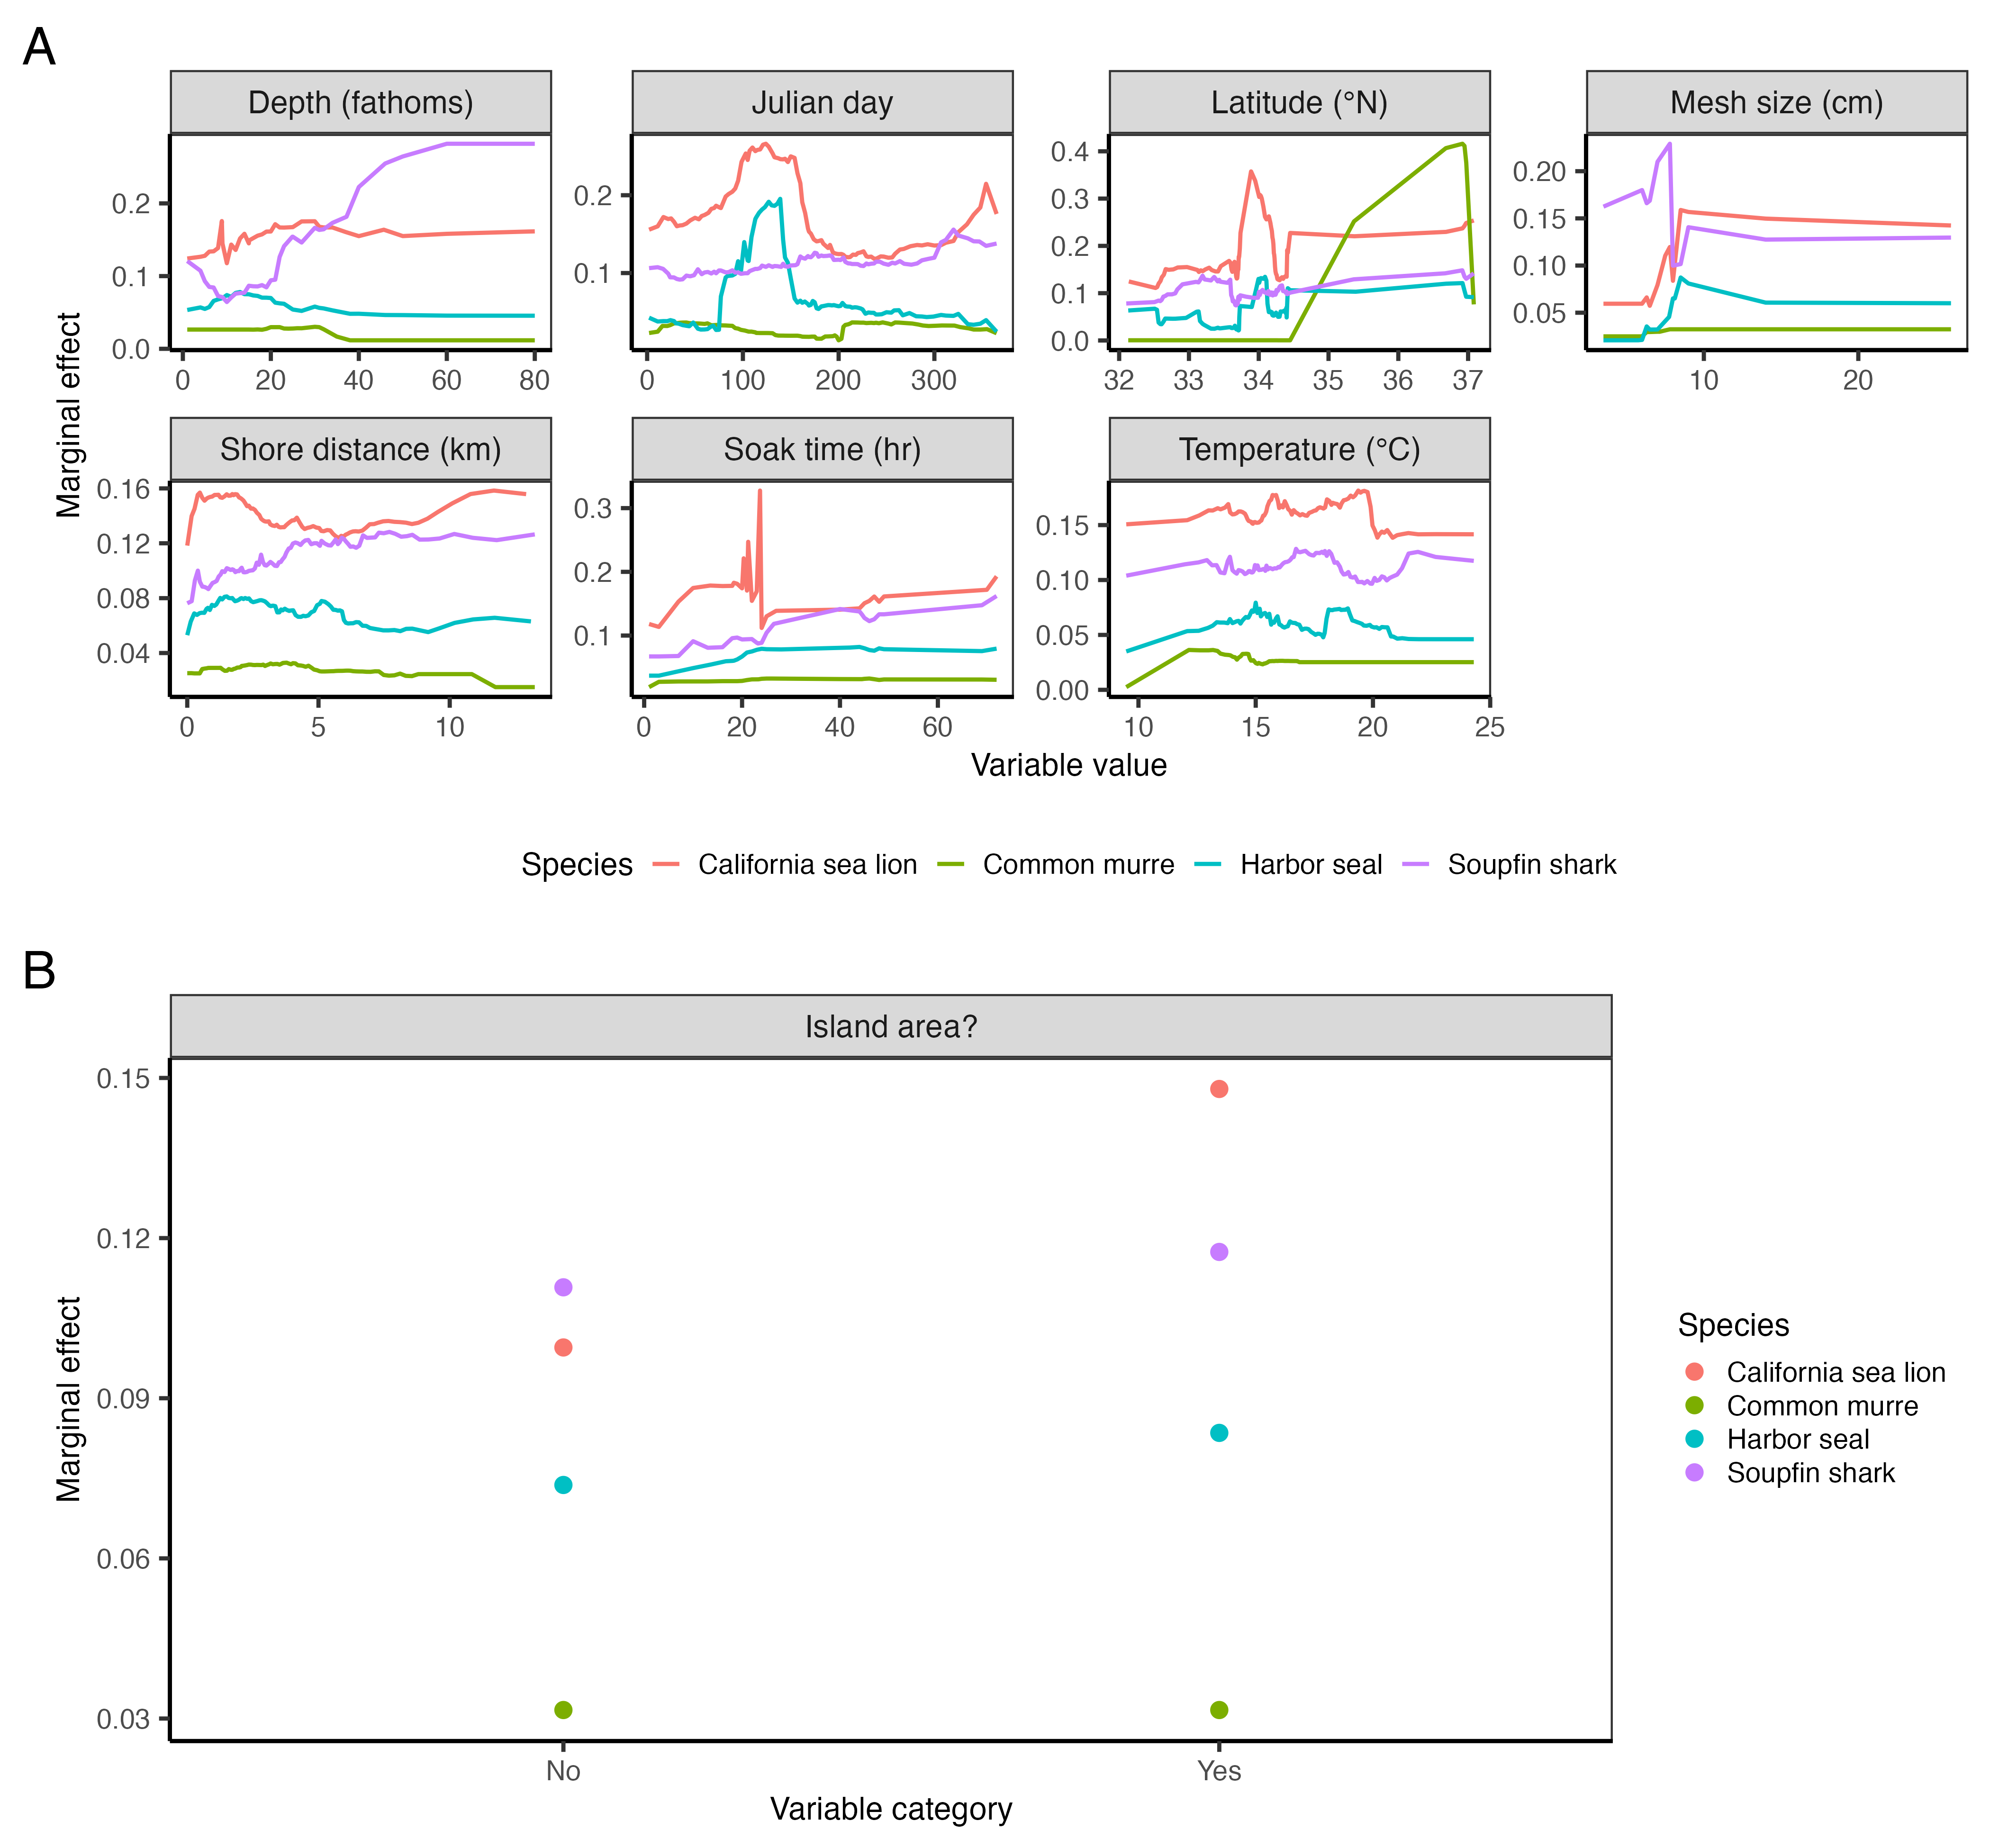 A
Depth (fathoms) Julian day Latitude (°N) Mesh size (cm)
Marginal effect
0.2
0.1
0.0
0 20 40 60 80
0.2
0.1
0 100 200 300
0.4
0.3
0.2
0.1
0.0
32 33 34 35 36 37
0.20
0.15
0.10
0.05
10 20
Shore distance (km) Soak time (hr) Temperature (°C)
0.16
0.12
0.08
0.04
0 5 10
0.3
0.2
0.1
0 20 40 60
0.15
0.10
0.05
0.00
10 15 20 25
Variable value
Species California sea lion Common murre Harbor seal Soupfin shark
B
Island area?
Marginal effect
0.15
0.12
0.09
0.06
0.03
No Yes
Variable category
Species
California sea lion
Common murre
Harbor seal
Soupfin shark